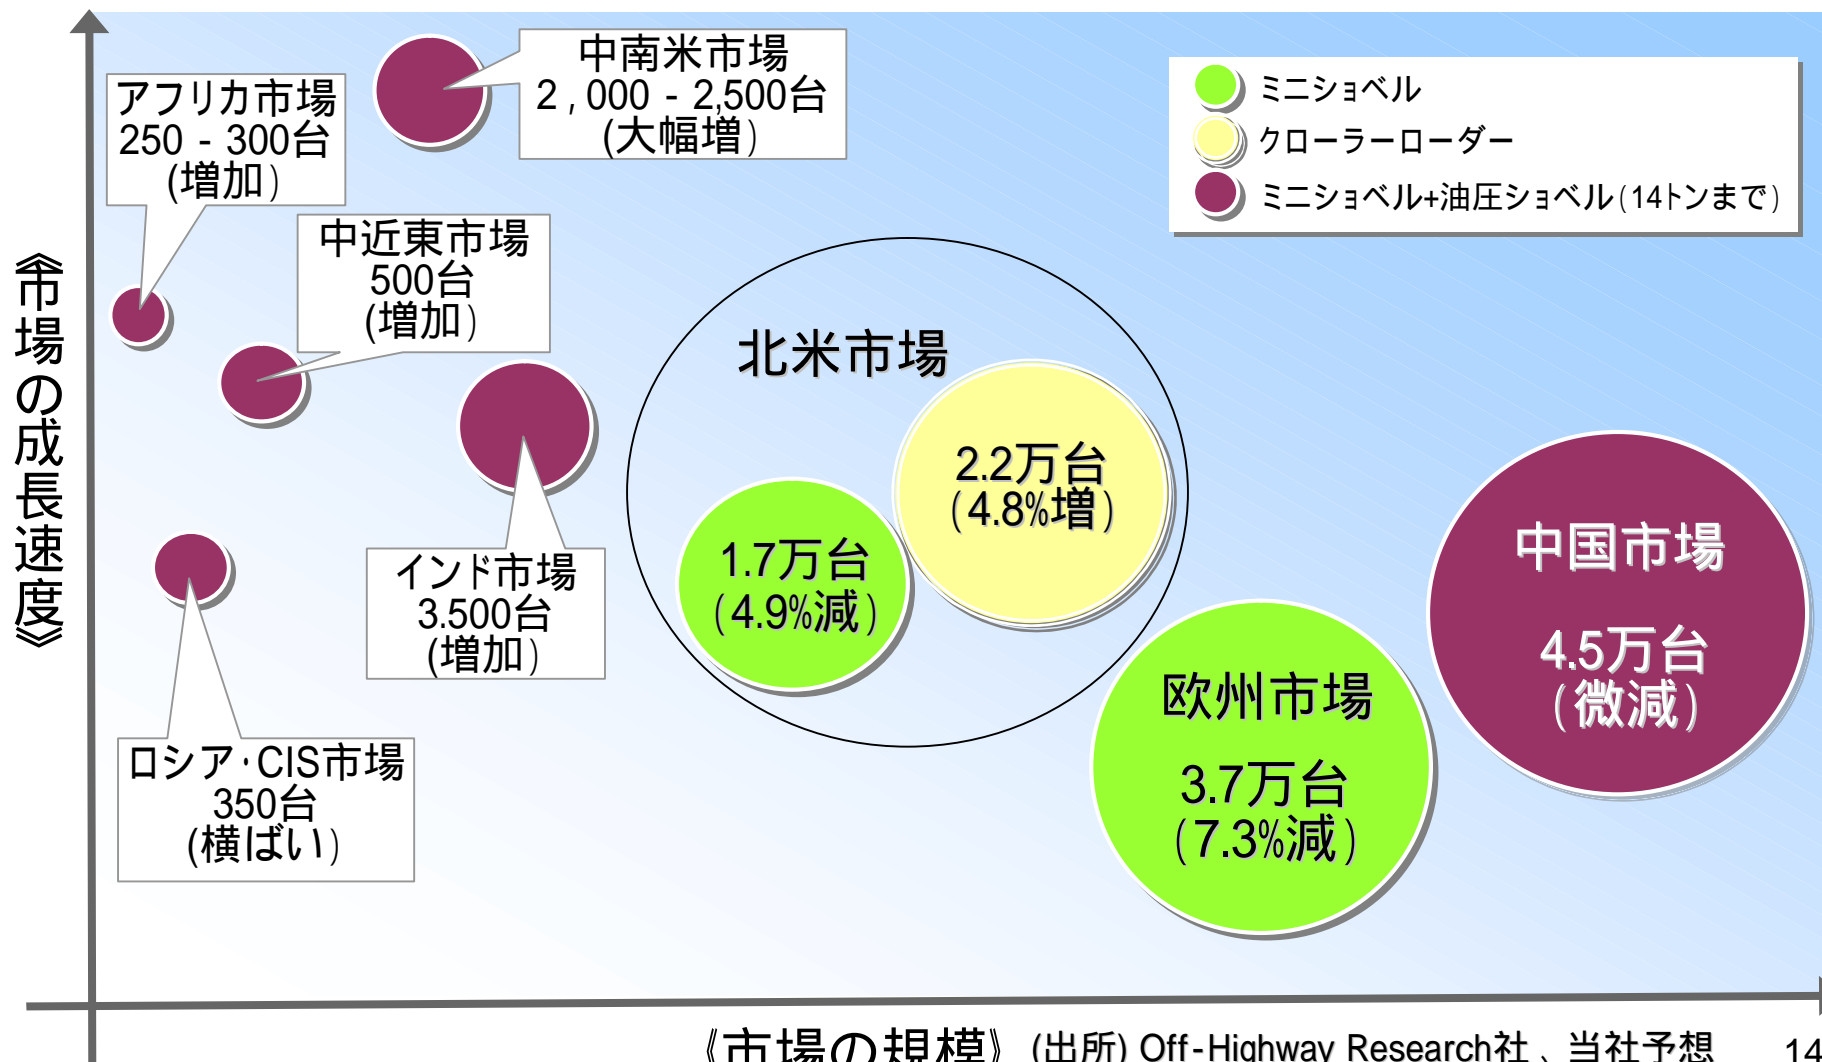 中南米市場
2,000 - 2,500台
(大幅増)
アフリカ市場
250 - 300台
(増加)
ミニショベル
クローラーローダー
ミニショベル+油圧ショベル(14トンまで)
中近東市場
500台
(増加)
《市場の成長速度》
北米市場
2.2万台
(4.8%増)
1.7万台
(4.9%減)
インド市場
3.500台
(増加)
中国市場
4.5万台
(微減)
欧州市場
3.7万台
(7.3%減)
ロシア・CIS市場
350台
(横ばい)
《市場の規模》 (出所) Off-Highway Research社、当社予想 14